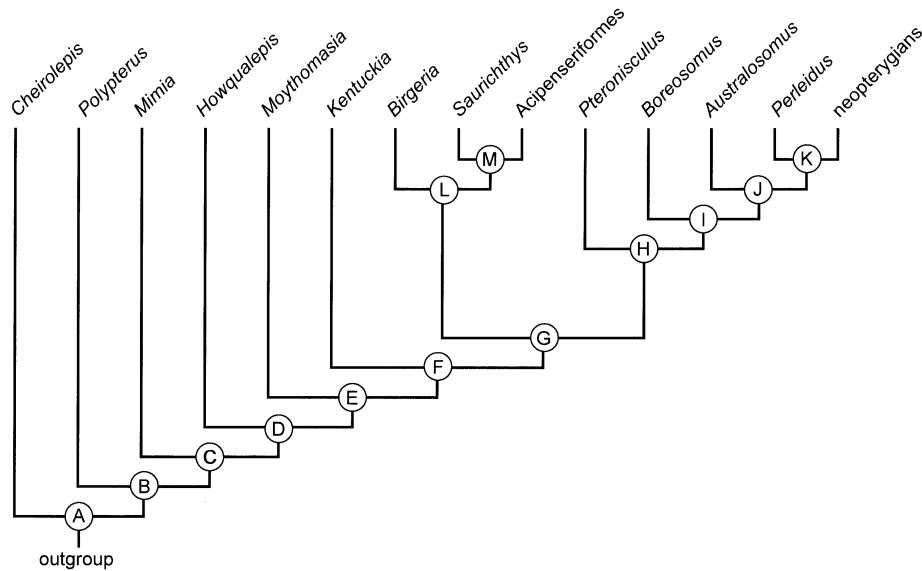 Cheirolepis
Polypterus
Mimia
Howqualepis
Moythomasia
Kentuckia
Birgeria
Saurichthys
Acipenseriformes
Pteronisculus
Boreosomus
Australosomus
Perleidus
neopterygians
M
K
L
J
I
H
G
F
E
D
C
B
A
outgroup